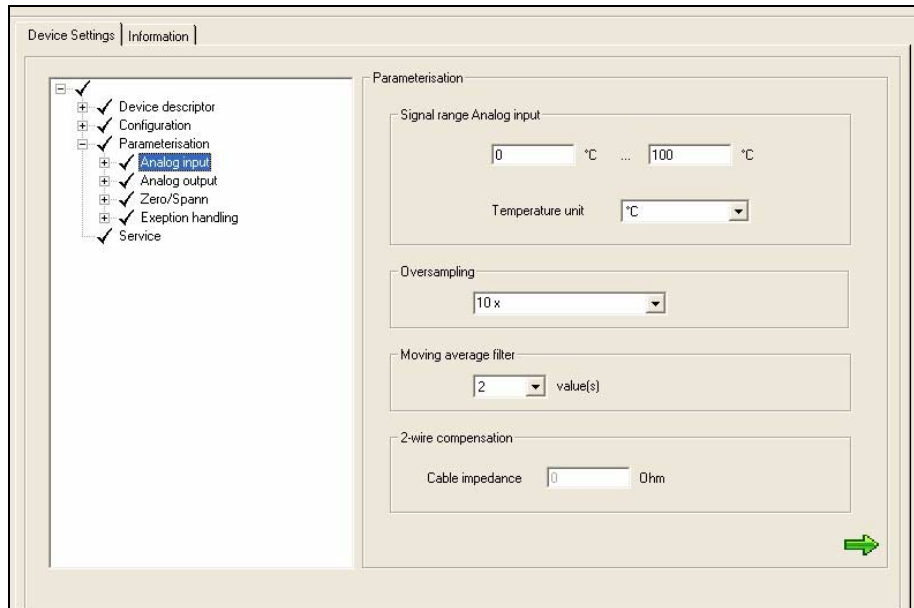 Device Settings Information
Device descriptor
Configuration
Parameterisation
Analog input
Analog output
Zero/Spann
Exeption handling
Service
Parameterisation
Signal range Analog input
0 °C ... 100 °C
Temperature unit °C
Oversampling
10 x
Moving average filter
2 value(s)
2-wire compensation
Cable impedance 0 Ohm